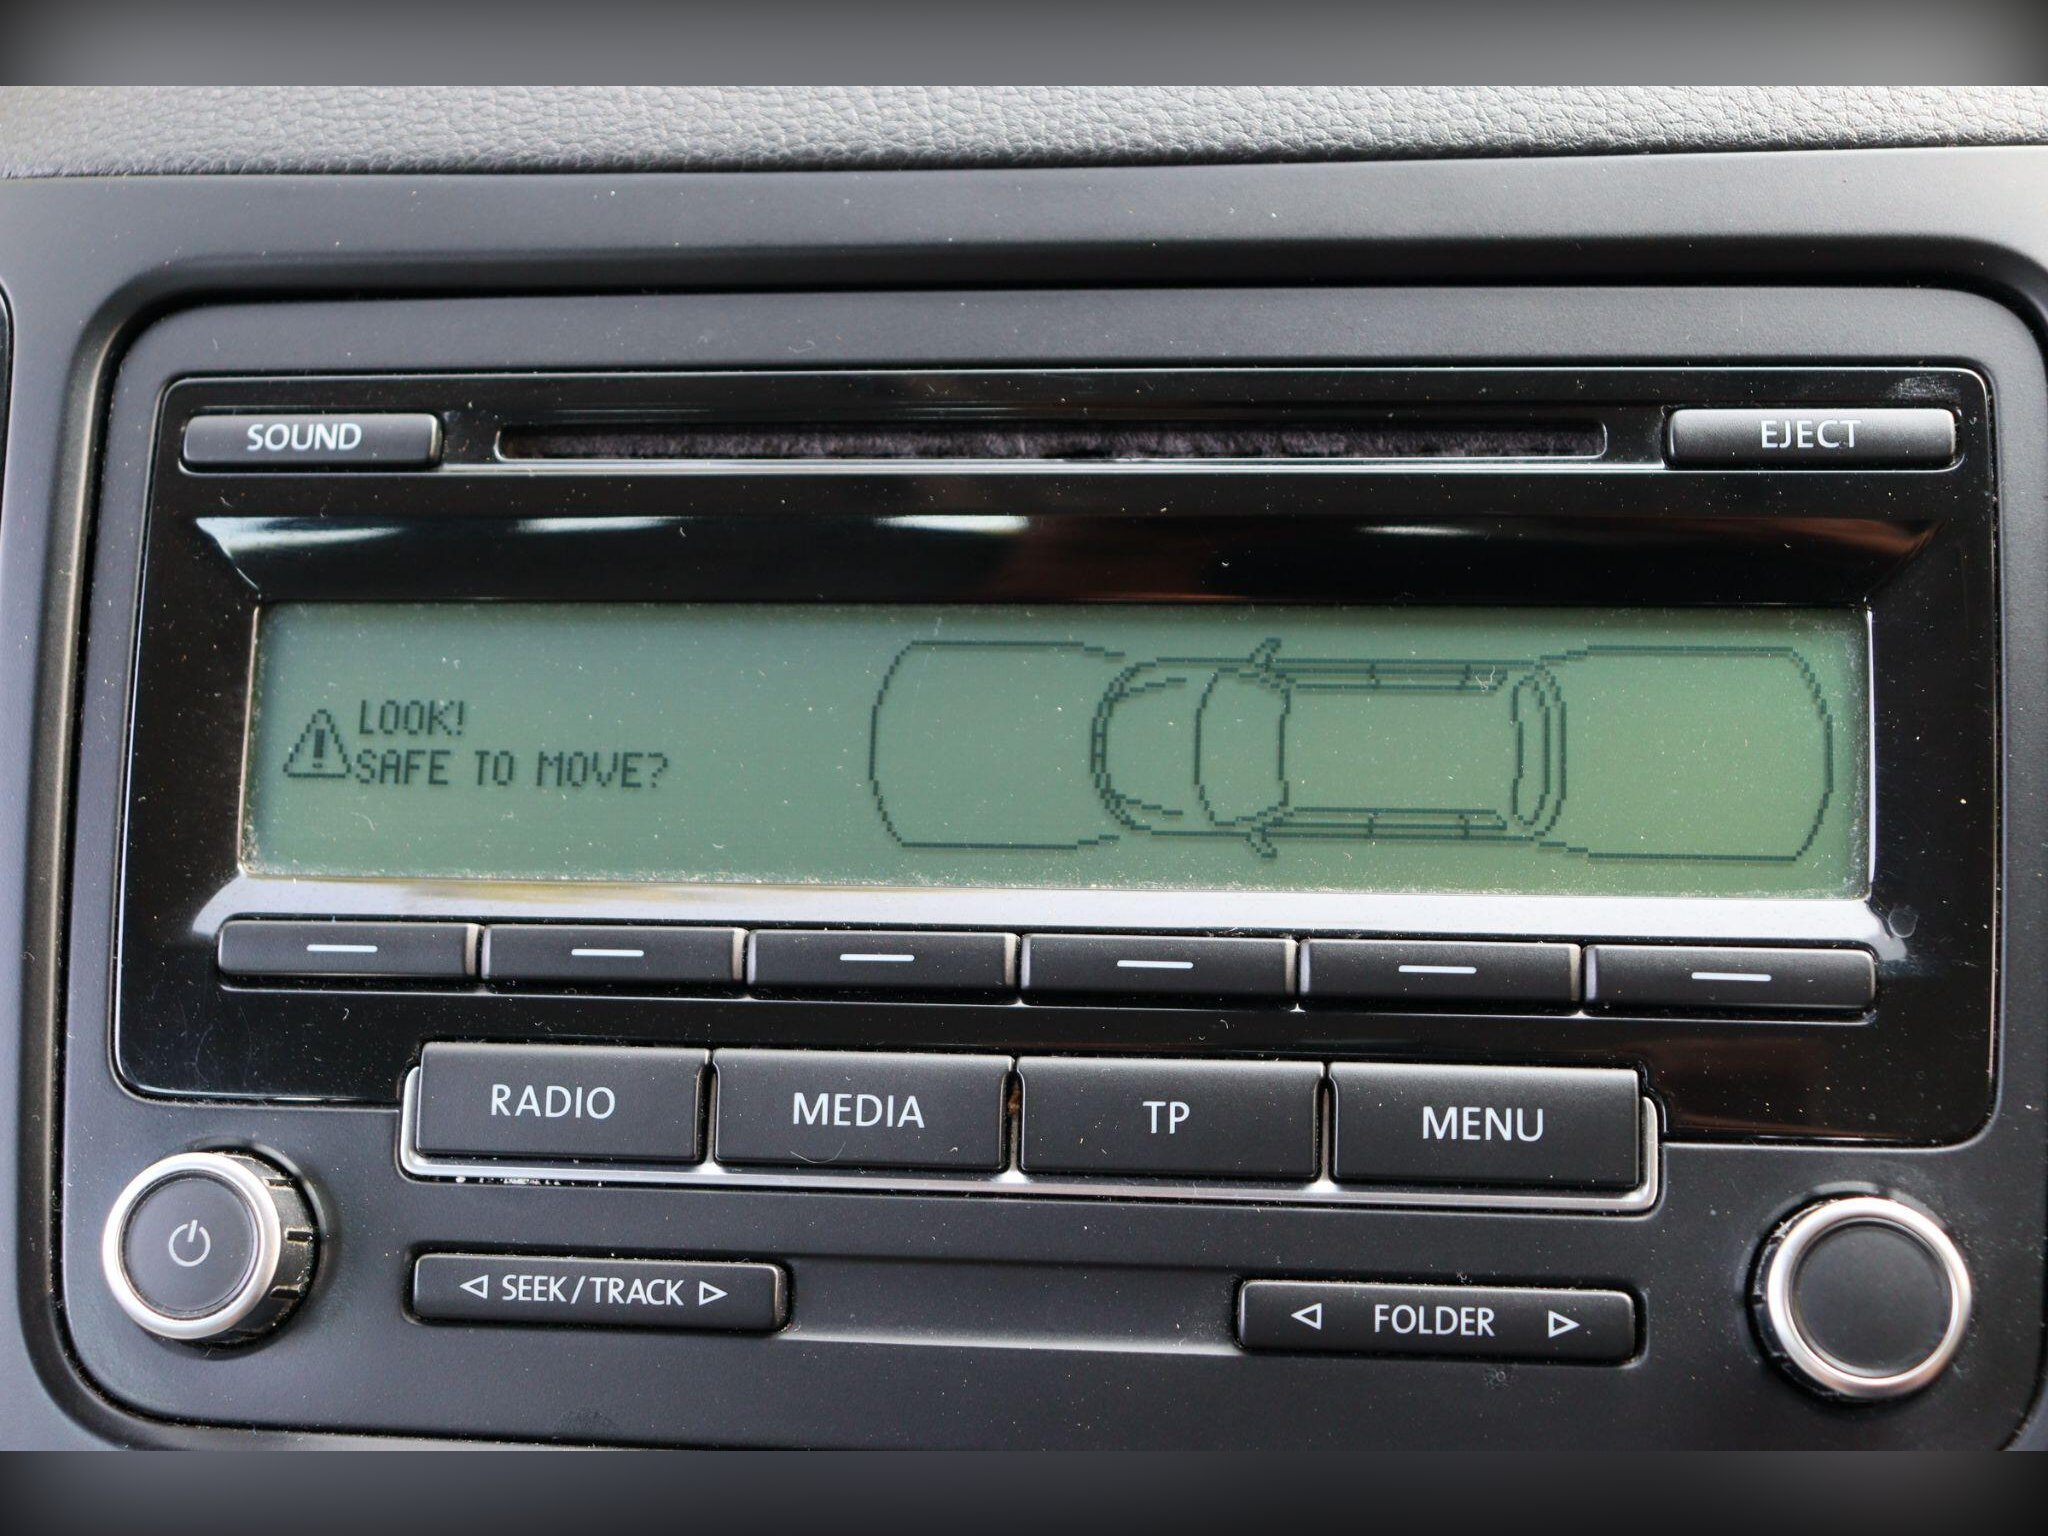 SOUND
EJECT
LOOK!
SAFE TO MOVE?
RADIO
MEDIA
TP
MENU
SEEK/TRACK
FOLDER